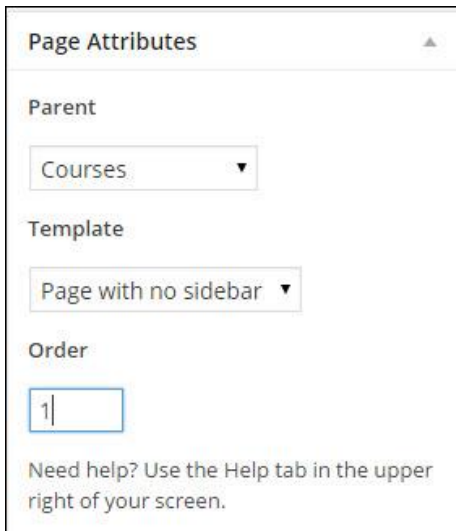 Page Attributes
Parent
Courses
Template
Page with no sidebar
Order
1
Need help? Use the Help tab in the upper
right of your screen.